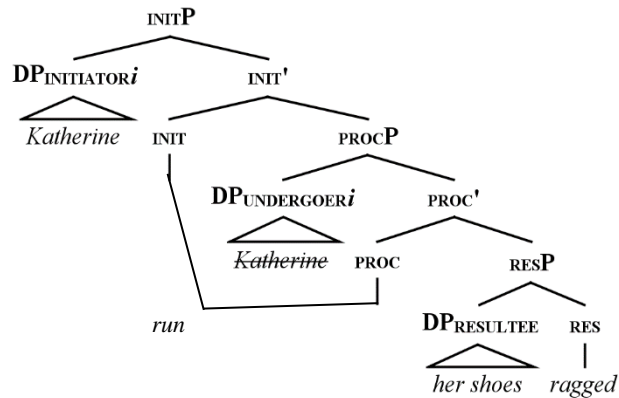 INITP
DPINITIATORi INIT'
Katherine INIT PROCP
DPUNDERGOERi PROC'
Katherine PROC RESP
run DPRESULTEE RES
her shoes ragged